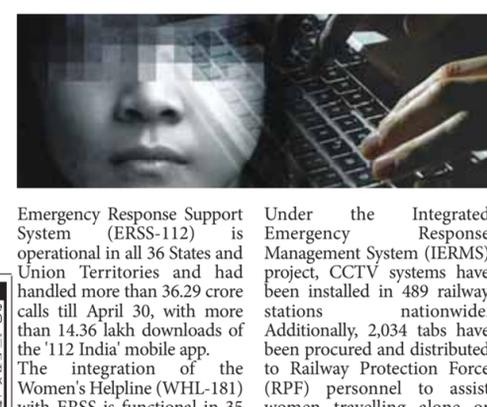 Emergency Response Support
System (ERSS-112) is
operational in all 36 States and
Union Territories and had
handled more than 36.29 crore
calls till April 30, with more
than 14.36 lakh downloads of
the '112 India' mobile app.
The integration of the
Women's Helpline (WHL-181)
with ERSS is functional in 35
Under the Integrated
Emergency Response
Management System (IERMS)
project, CCTV systems have
been installed in 489 railway
stations nationwide.
Additionally, 2,034 tabs have
been procured and distributed
to Railway Protection Force
(RPF) personnel to assist
women travelling alone or